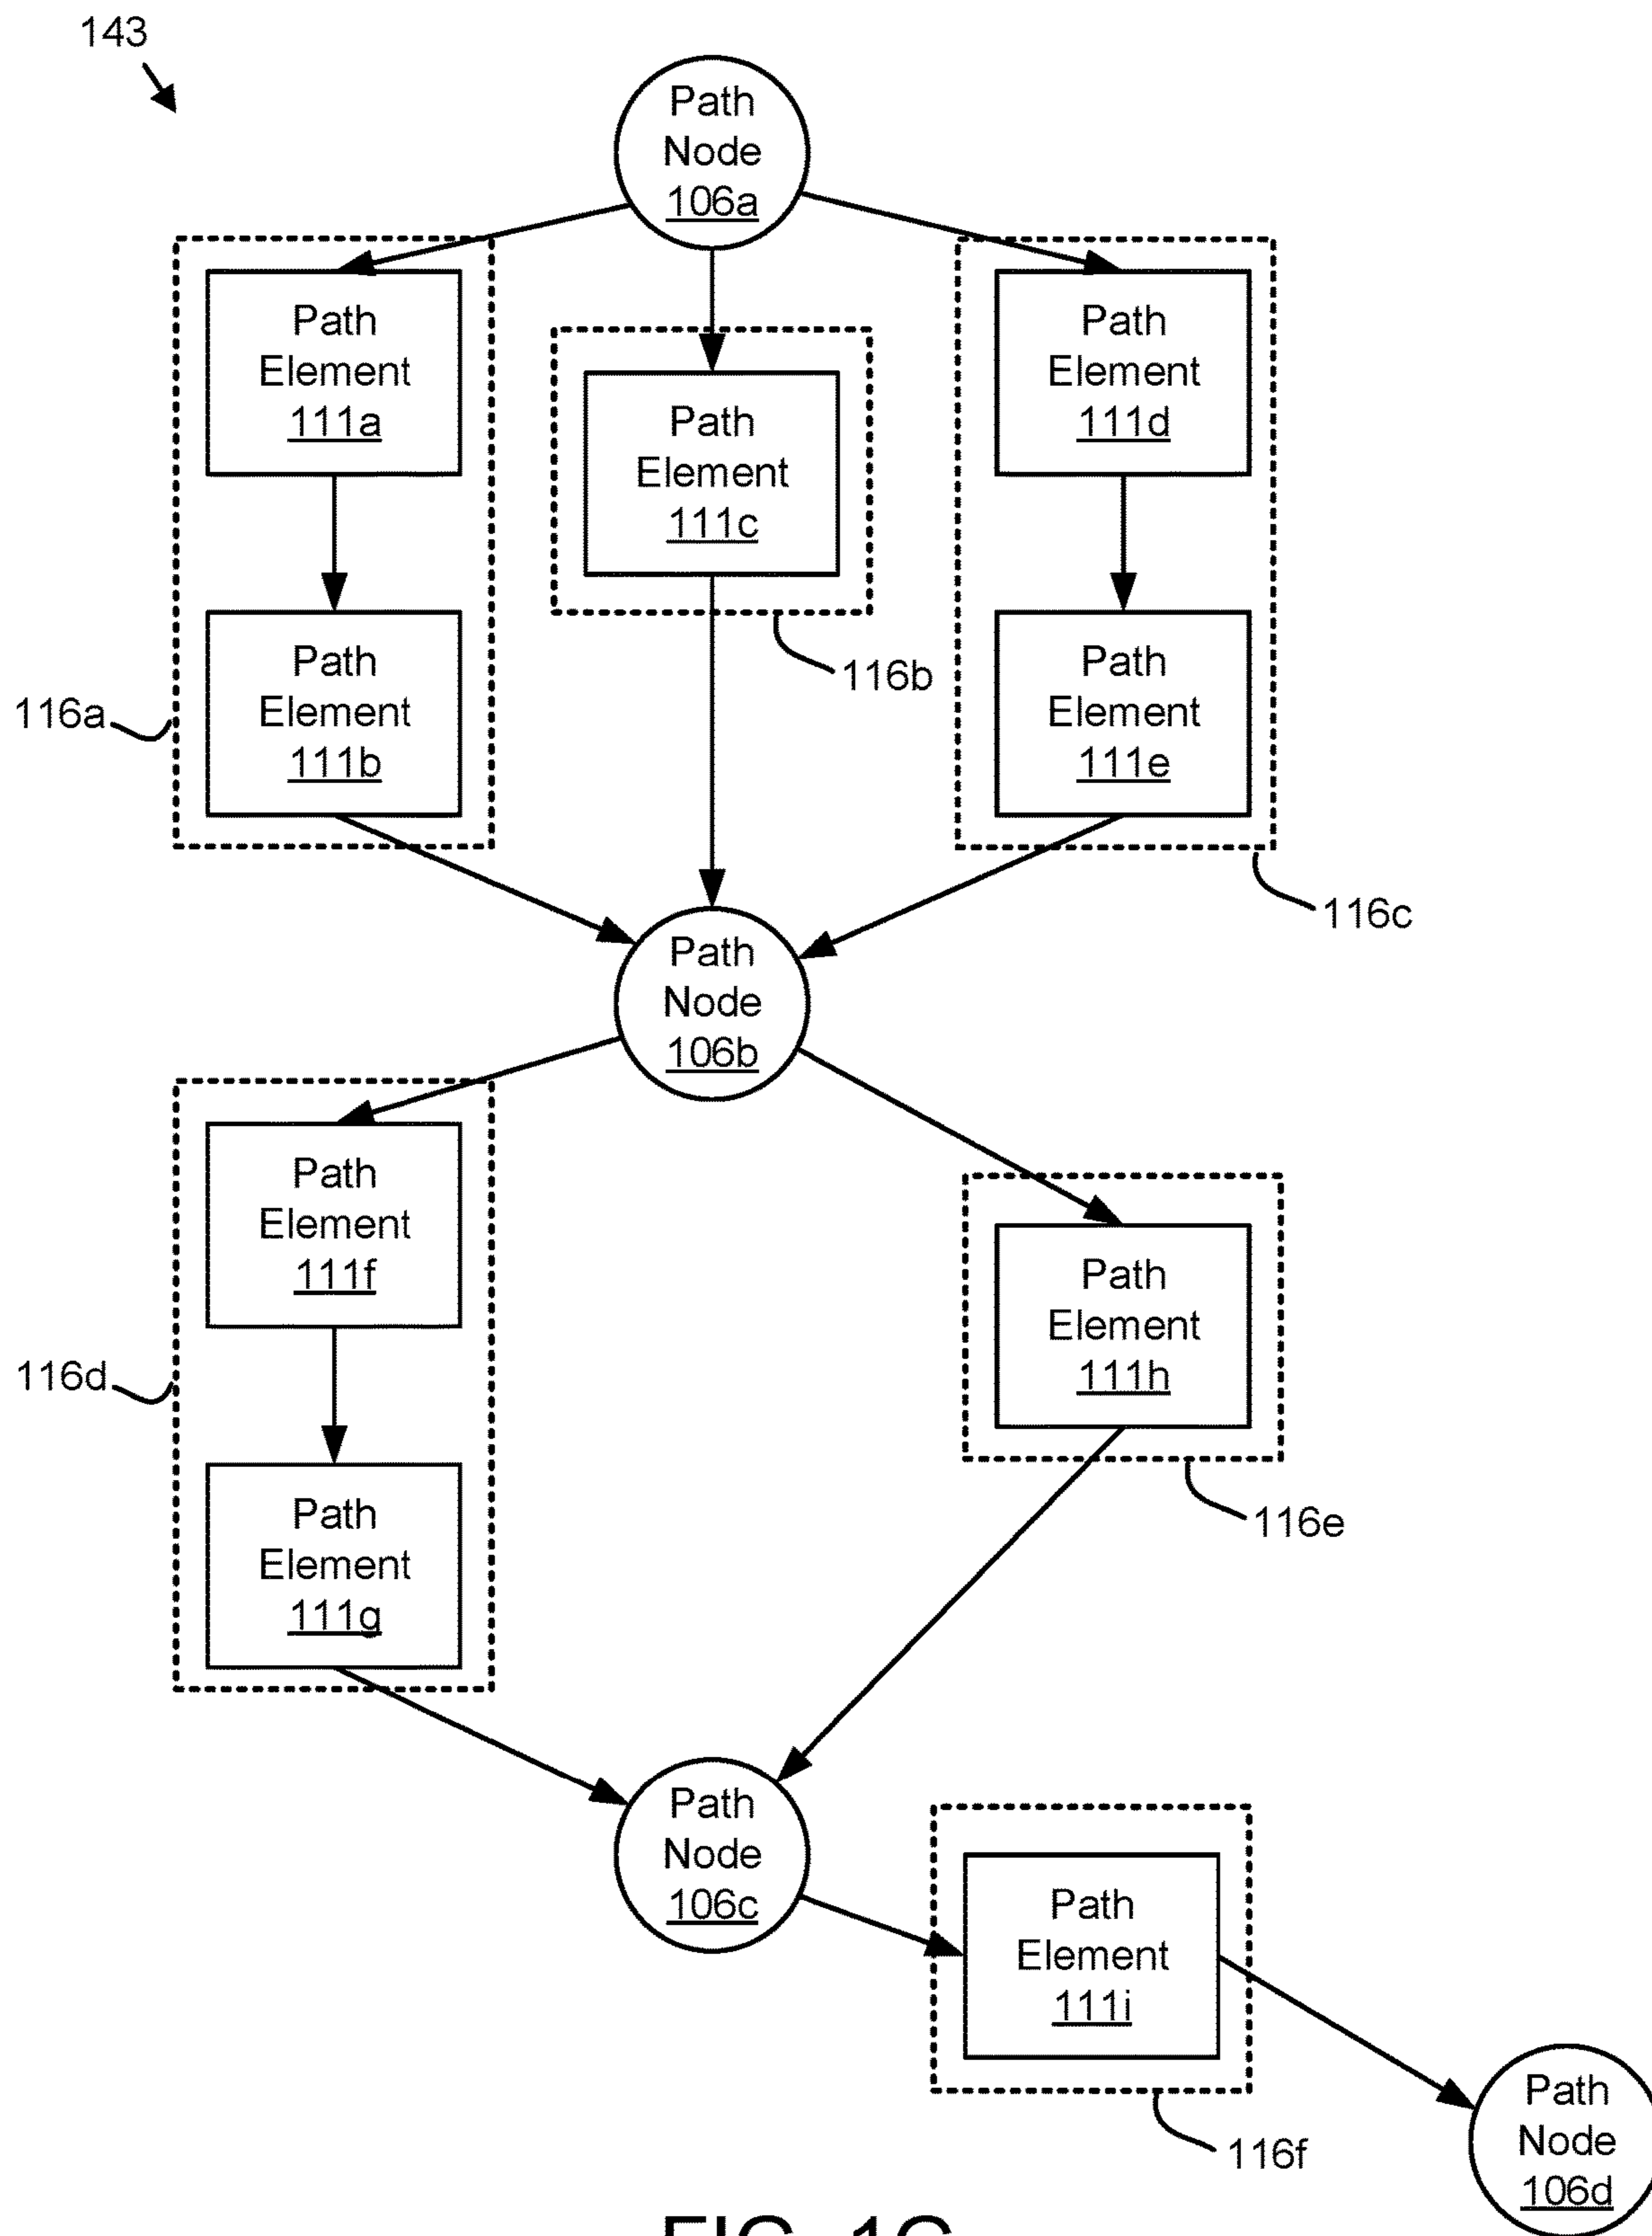 143
Path
Node
106a
Path
Element
111a
Path
Element
111c
Path
Element
111d
Path
Element
111b
Path
Element
111e
116a
116b
116c
Path
Node
106b
Path
Element
111f
Path
Element
111h
116d
Path
Element
111g
116e
Path
Node
106c
Path
Element
111i
116f
Path
Node
106d